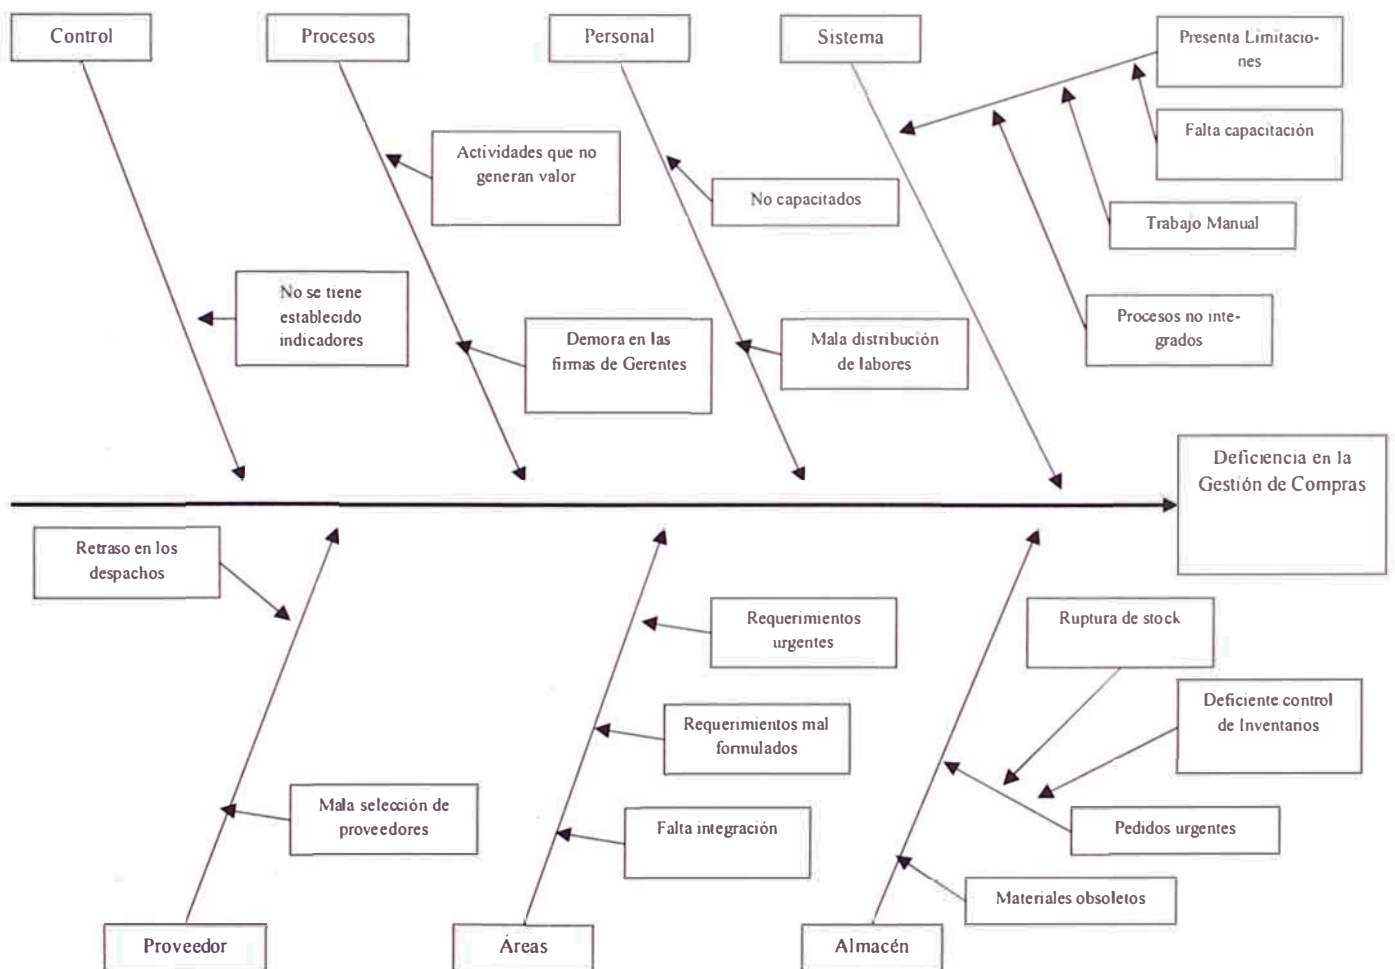 Control
Procesos
Personal
Sistema
Presenta Limitacio-
nes
Falta capacitación
Actividades que no
generan valor
No capacitados
Trabajo Manual
No se tiene
establecido
indicadores
Demora en las
firmas de Gerentes
Mala distribución
de labores
Procesos no inte-
grados
Deficiencia en la
Gestión de Compras
Retraso en los
despachos
Requerimientos
urgentes
Ruptura de stock
Deficiente control
de Inventarios
Requerimientos mal
formulados
Mala selección de
proveedores
Falta integración
Pedidos urgentes
Materiales obsoletos
Proveedor
Áreas
Almacén